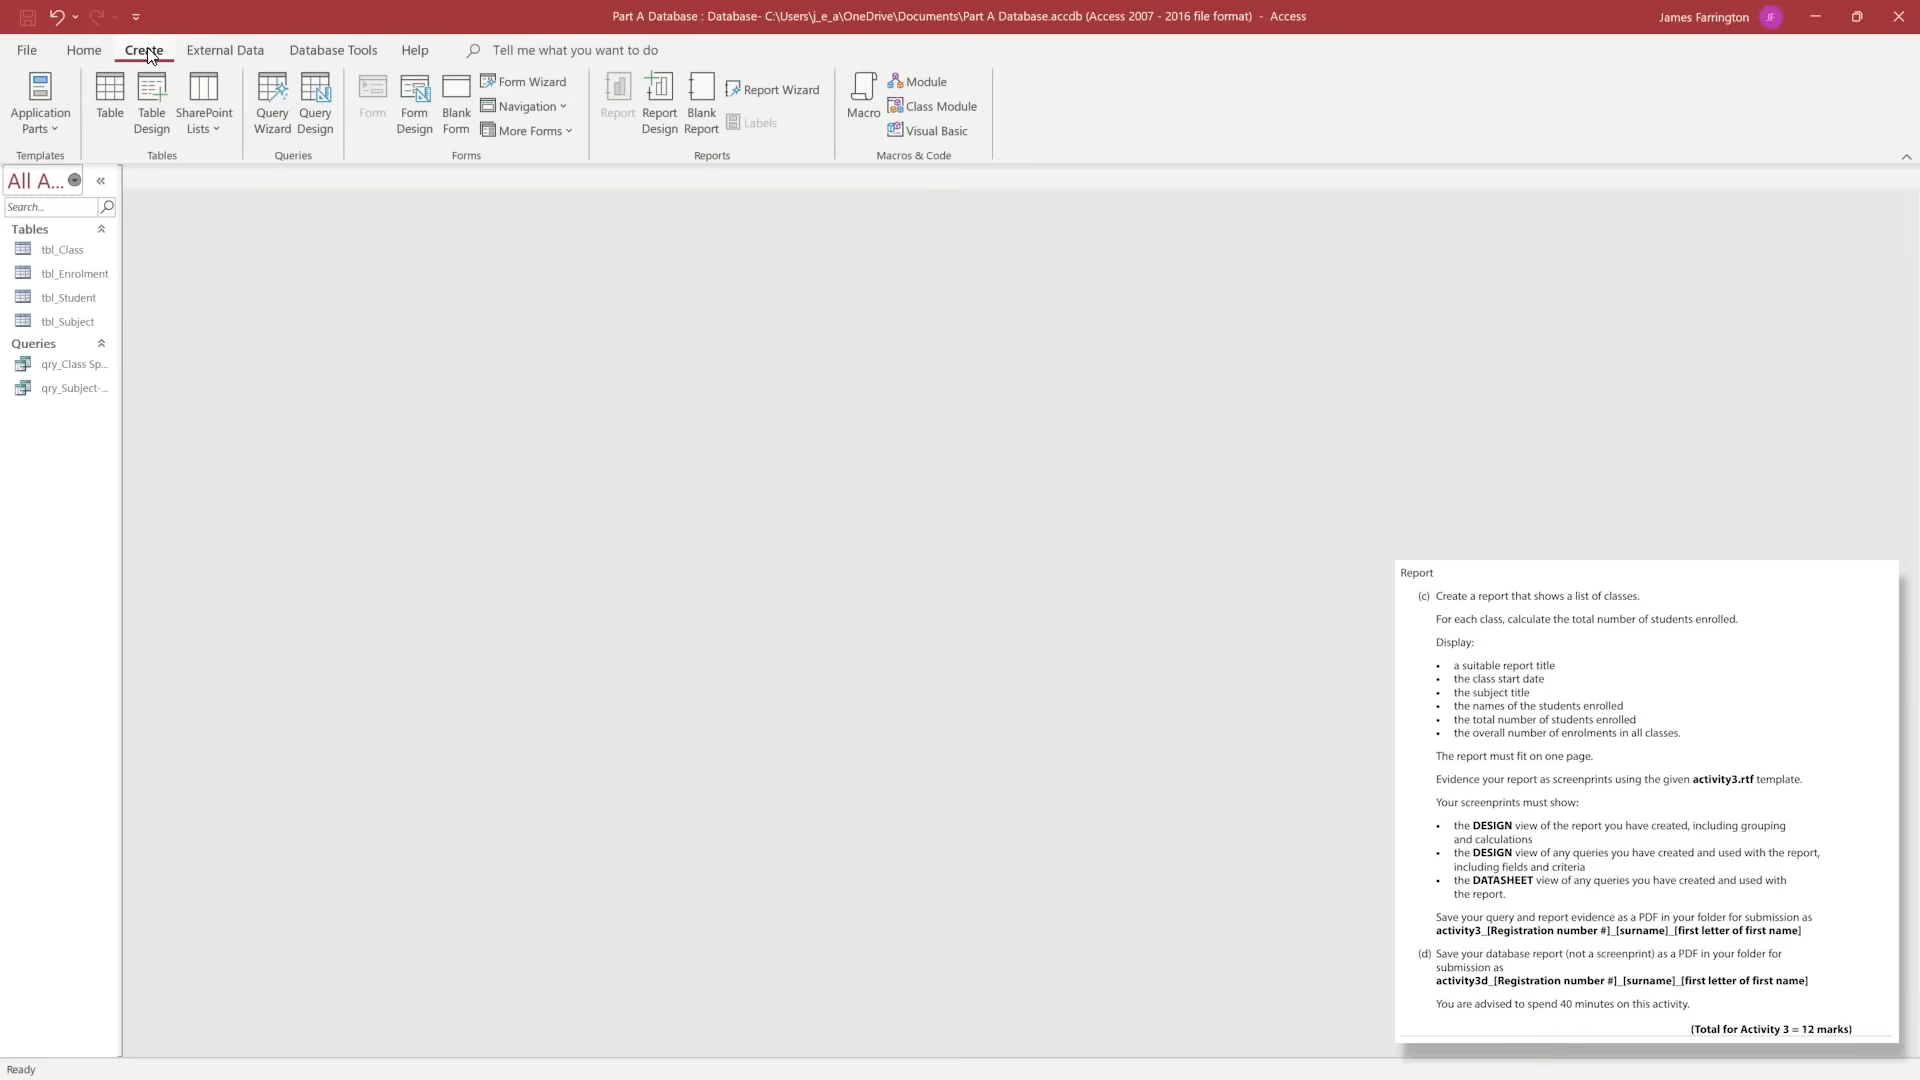 Part A Database : Database- C:\Users\j_e_a\OneDrive\Documents\Part A Database.accdb (Access 2007 - 2016 file format) - Access
James Farrington
JF
File
Home
Create
External Data
Database Tools
Help
Tell me what you want to do
Application
Parts
Templates
Table
Table
Design
SharePoint
Lists
Tables
Query
Wizard
Query
Design
Queries
Form
Form
Design
Blank
Form
Form Wizard
Navigation
More Forms
Forms
Report
Report
Design
Blank
Report
Report Wizard
Labels
Reports
Macro
Module
Class Module
Visual Basic
Macros & Code
All A...
Search...
Tables
tbl_Class
tbl_Enrolment
tbl_Student
tbl_Subject
Queries
qry_Class Sp...
qry_Subject-...
Report
(c) Create a report that shows a list of classes.
For each class, calculate the total number of students enrolled.
Display:
• a suitable report title
• the class start date
• the subject title
• the names of the students enrolled
• the total number of students enrolled
• the overall number of enrolments in all classes.
The report must fit on one page.
Evidence your report as screenprints using the given activity3.rtf template.
Your screenprints must show:
• the DESIGN view of the report you have created, including grouping
and calculations
• the DESIGN view of any queries you have created and used with the report,
including fields and criteria
• the DATASHEET view of any queries you have created and used with
the report.
Save your query and report evidence as a PDF in your folder for submission as
activity3_[Registration number #]_[surname]_[first letter of first name]
(d) Save your database report (not a screenprint) as a PDF in your folder for
submission as
activity3d_[Registration number #]_[surname]_[first letter of first name]
You are advised to spend 40 minutes on this activity.
(Total for Activity 3 = 12 marks)
Ready